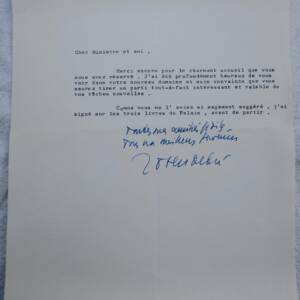 Cher Ministre et ami,
Merci encore pour le charmant accueil que vous
nous avez réservé. J'ai été profondément heureux de vous
voir dans votre nouveau domaine et suis convaincu que vous
saurez tirer un parti tout-à-fait intéressant et valable de
vos tâches nouvelles.
Comme vous me l'aviez si sagement suggéré, j'ai
signé sur les trois livres du Palais, avant de partir.
Toutes mes amitiés